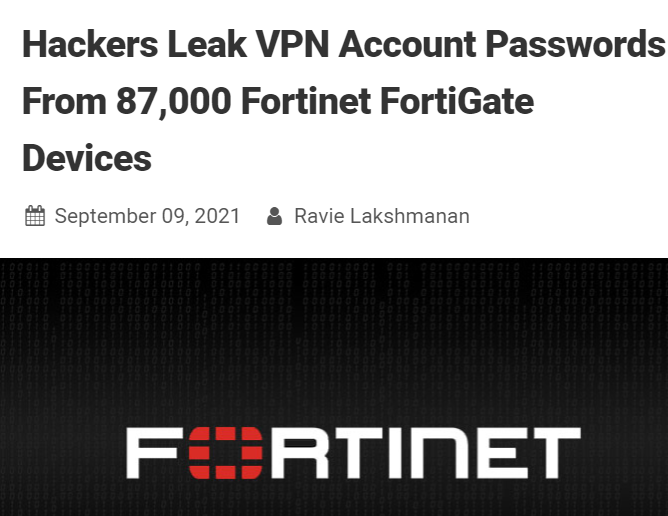 Hackers Leak VPN Account Passwords
From 87,000 Fortinet FortiGate
Devices
September 09, 2021 Ravie Lakshmanan
FORTINET